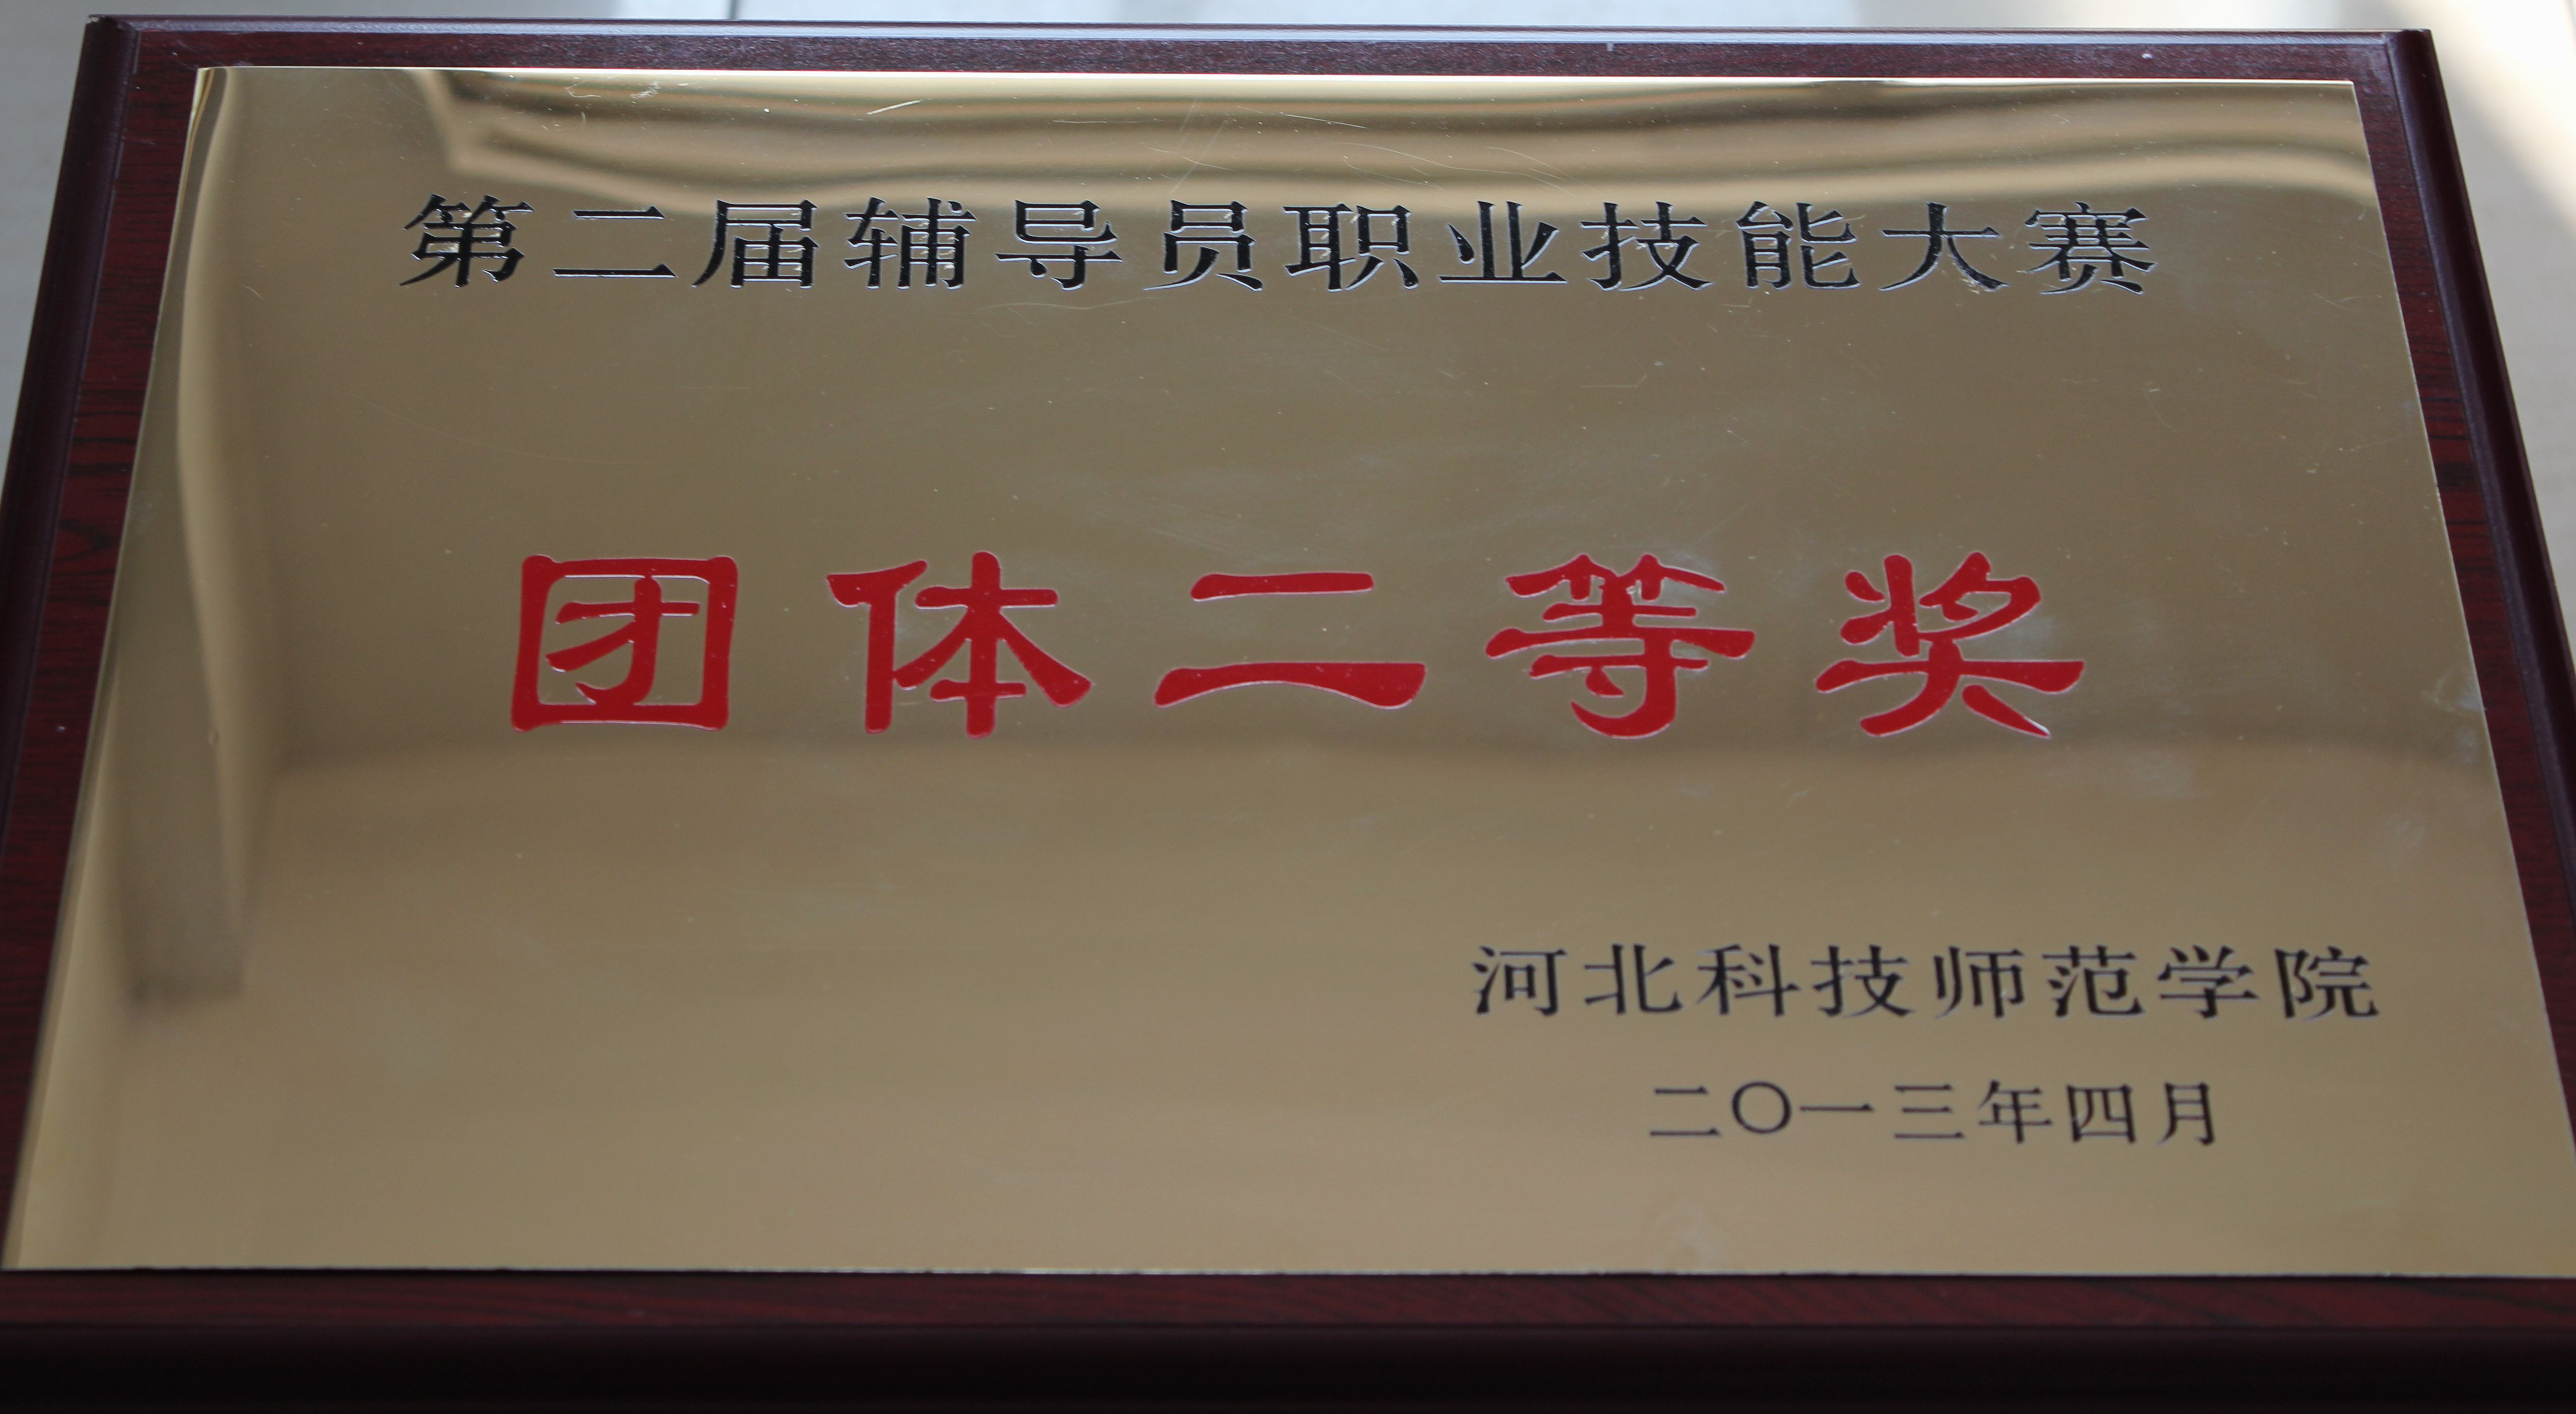 第二届辅导员职业技能大赛
团体二等奖
河北科技师范学院
二〇一三年四月